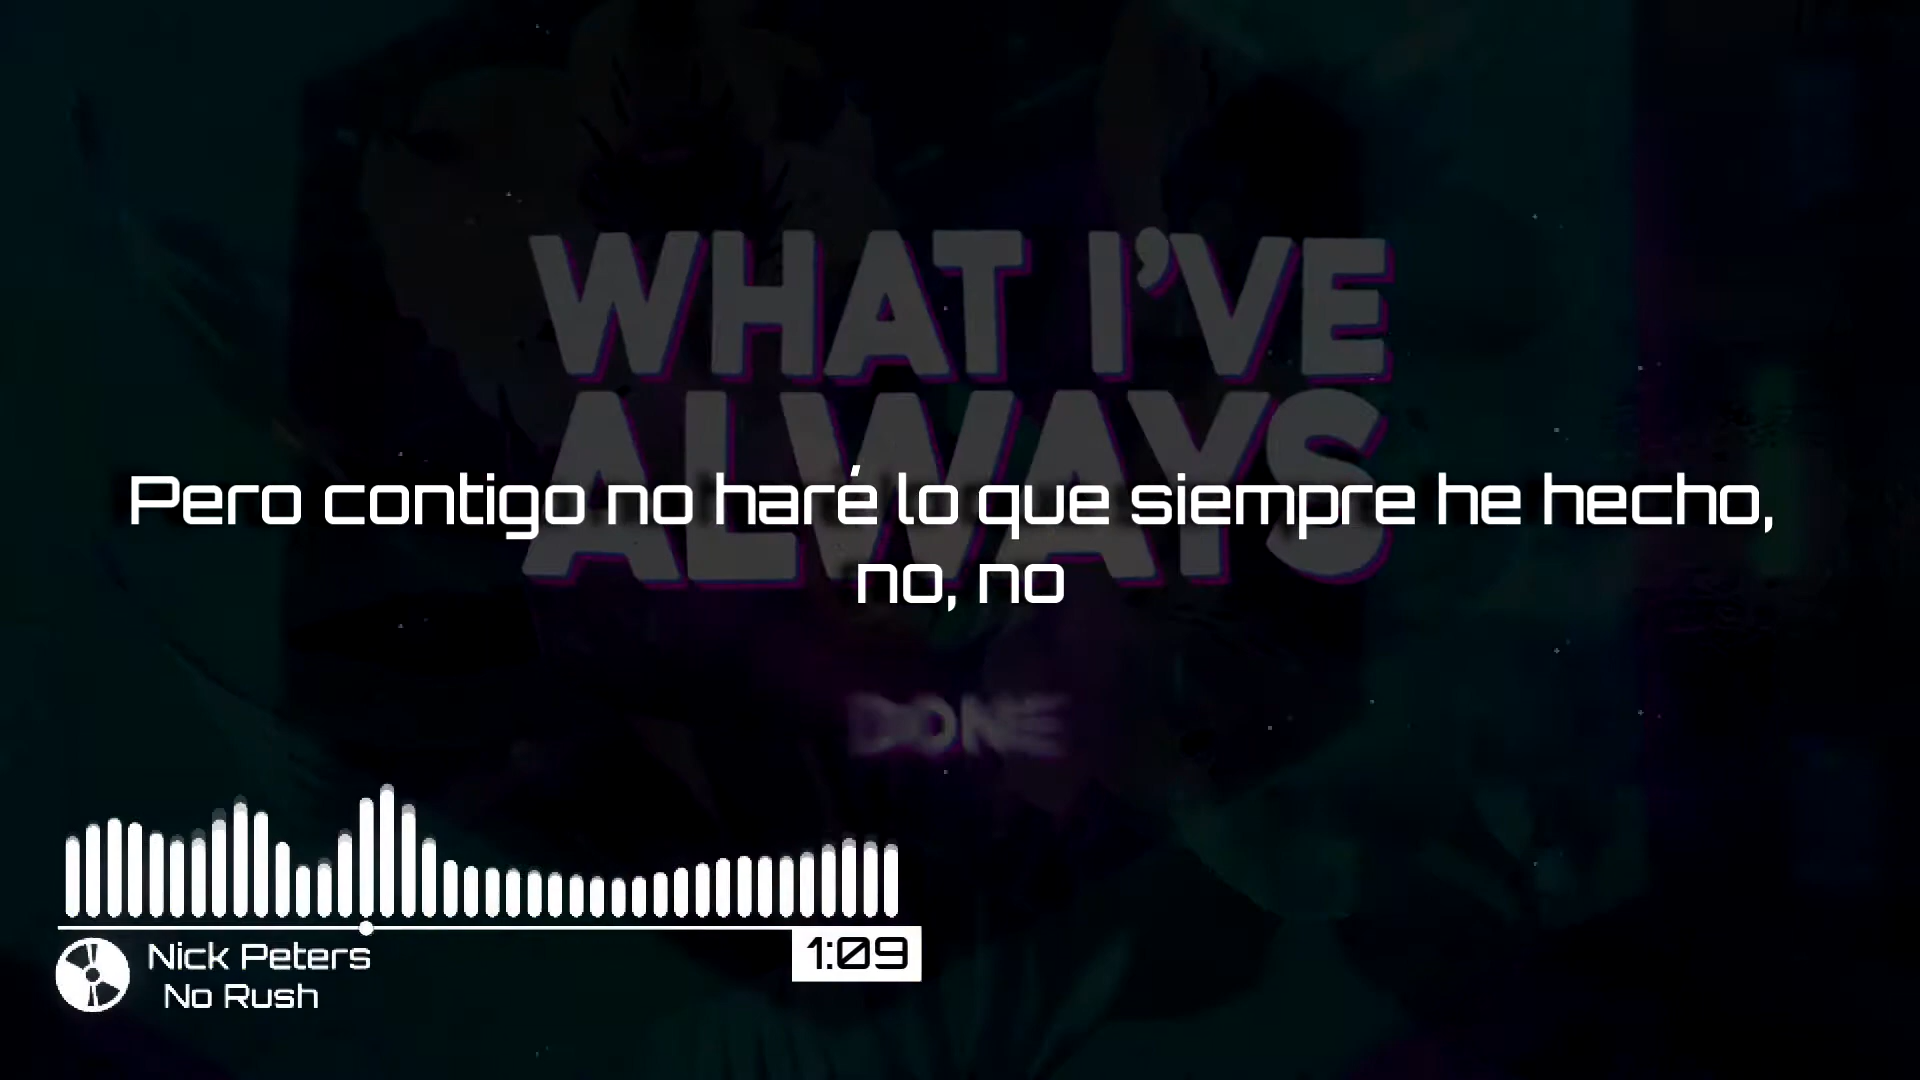 WHAT I'VE
ALWAYS
Pero contigo no haré lo que siempre he hecho,
no, no
DONE
1:09
Nick Peters
No Rush